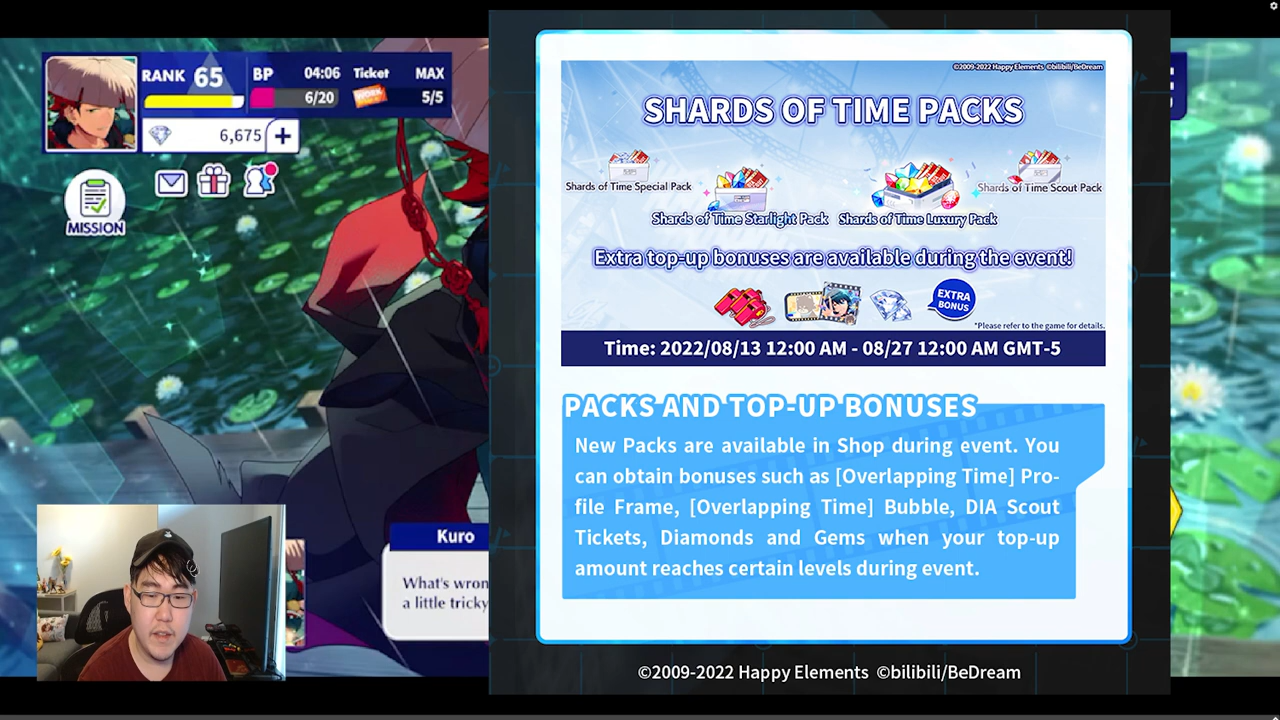 RANK 65
BP 04:06 Ticket MAX
6/20 WORK 5/5
6,675 +
MISSION
Kuro
What's wron
a little tricky
©2009-2022 Happy Elements ©bilibili/BeDream
SHARDS OF TIME PACKS
Shards of Time Special Pack
Shards of Time Scout Pack
Shards of Time Starlight Pack
Shards of Time Luxury Pack
Extra top-up bonuses are available during the event!
EXTRA
BONUS
*Please refer to the game for details.
Time: 2022/08/13 12:00 AM - 08/27 12:00 AM GMT-5
PACKS AND TOP-UP BONUSES
New Packs are available in Shop during event. You
can obtain bonuses such as [Overlapping Time] Pro-
file Frame, [Overlapping Time] Bubble, DIA Scout
Tickets, Diamonds and Gems when your top-up
amount reaches certain levels during event.
©2009-2022 Happy Elements ©bilibili/BeDream